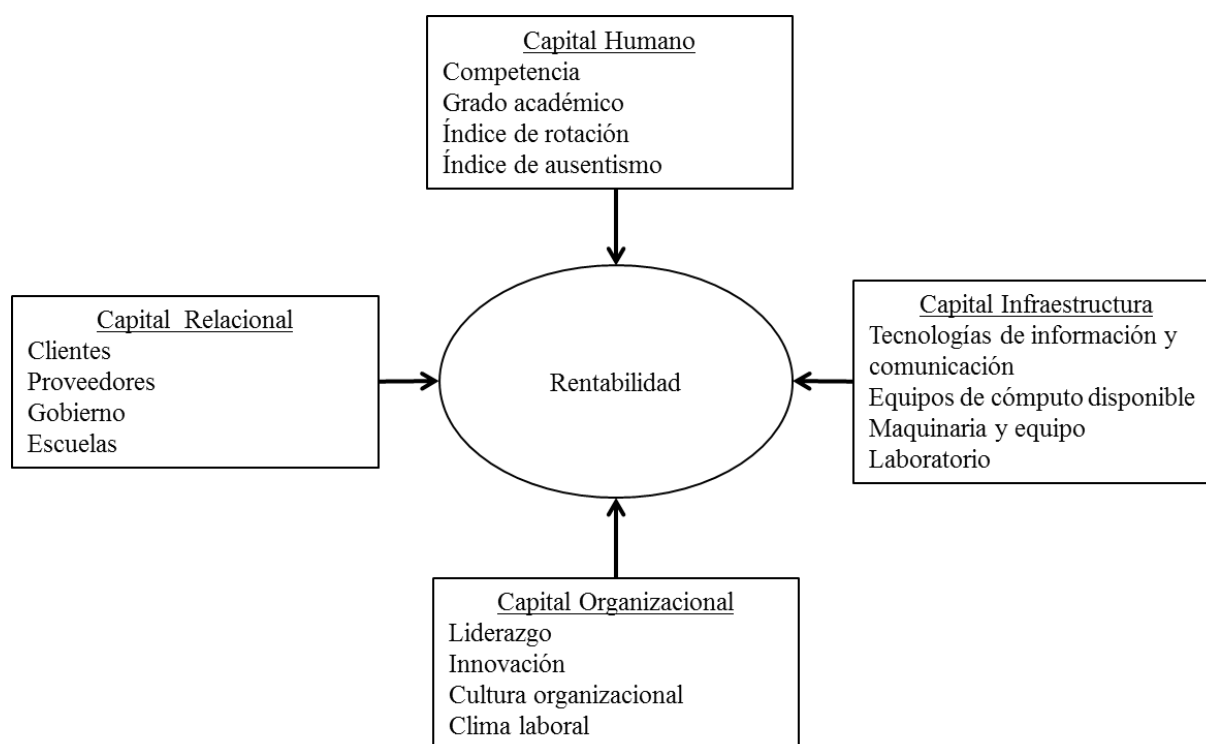 Capital Humano
Competencia
Grado académico
Índice de rotación
Índice de ausentismo
Capital Relacional
Clientes
Proveedores
Gobierno
Escuelas
Rentabilidad
Capital Infraestructura
Tecnologías de información y
comunicación
Equipos de cómputo disponible
Maquinaria y equipo
Laboratorio
Capital Organizacional
Liderazgo
Innovación
Cultura organizacional
Clima laboral